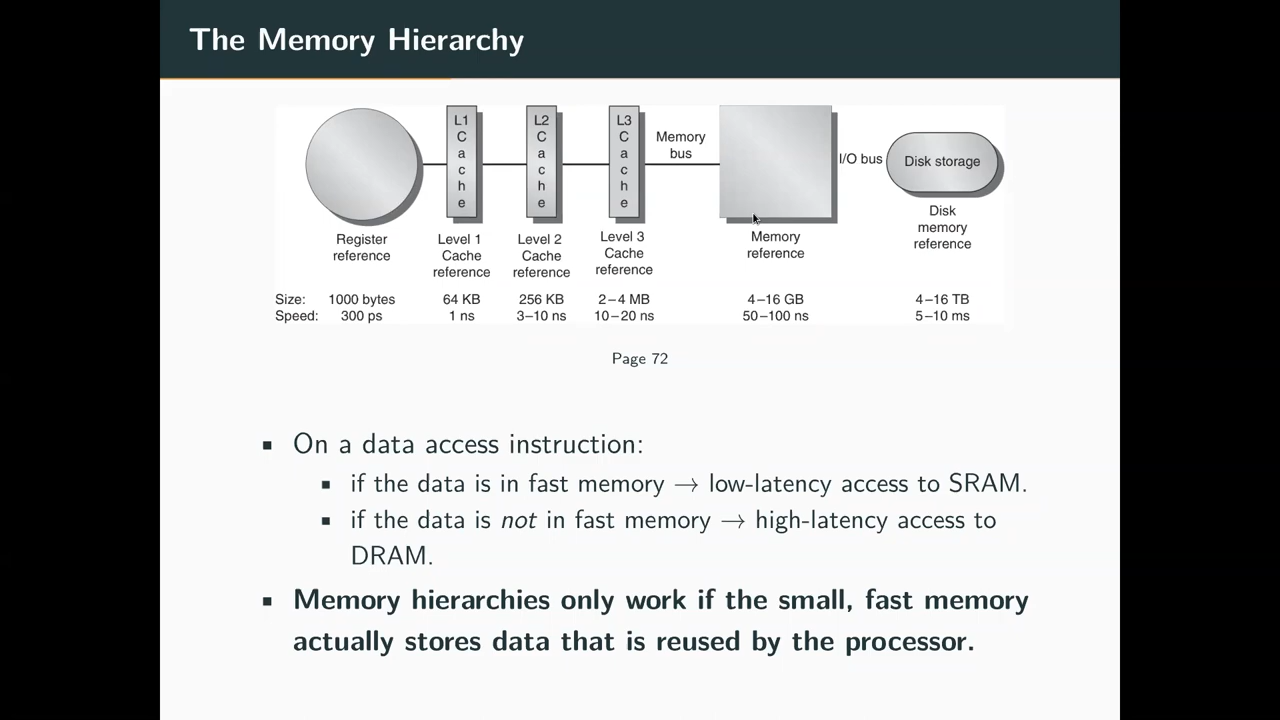 The Memory Hierarchy
L1 Cache
L2 Cache
L3 Cache
Memory
bus
I/O bus
Disk storage
Register
reference
Level 1
Cache
reference
Level 2
Cache
reference
Level 3
Cache
reference
Memory
reference
Disk
memory
reference
Size: 1000 bytes 64 KB 256 KB 2–4 MB 4–16 GB 4–16 TB
Speed: 300 ps 1 ns 3–10 ns 10–20 ns 50–100 ns 5–10 ms
Page 72
▪ On a data access instruction:
▪ if the data is in fast memory → low-latency access to SRAM.
▪ if the data is not in fast memory → high-latency access to
DRAM.
▪ Memory hierarchies only work if the small, fast memory
actually stores data that is reused by the processor.